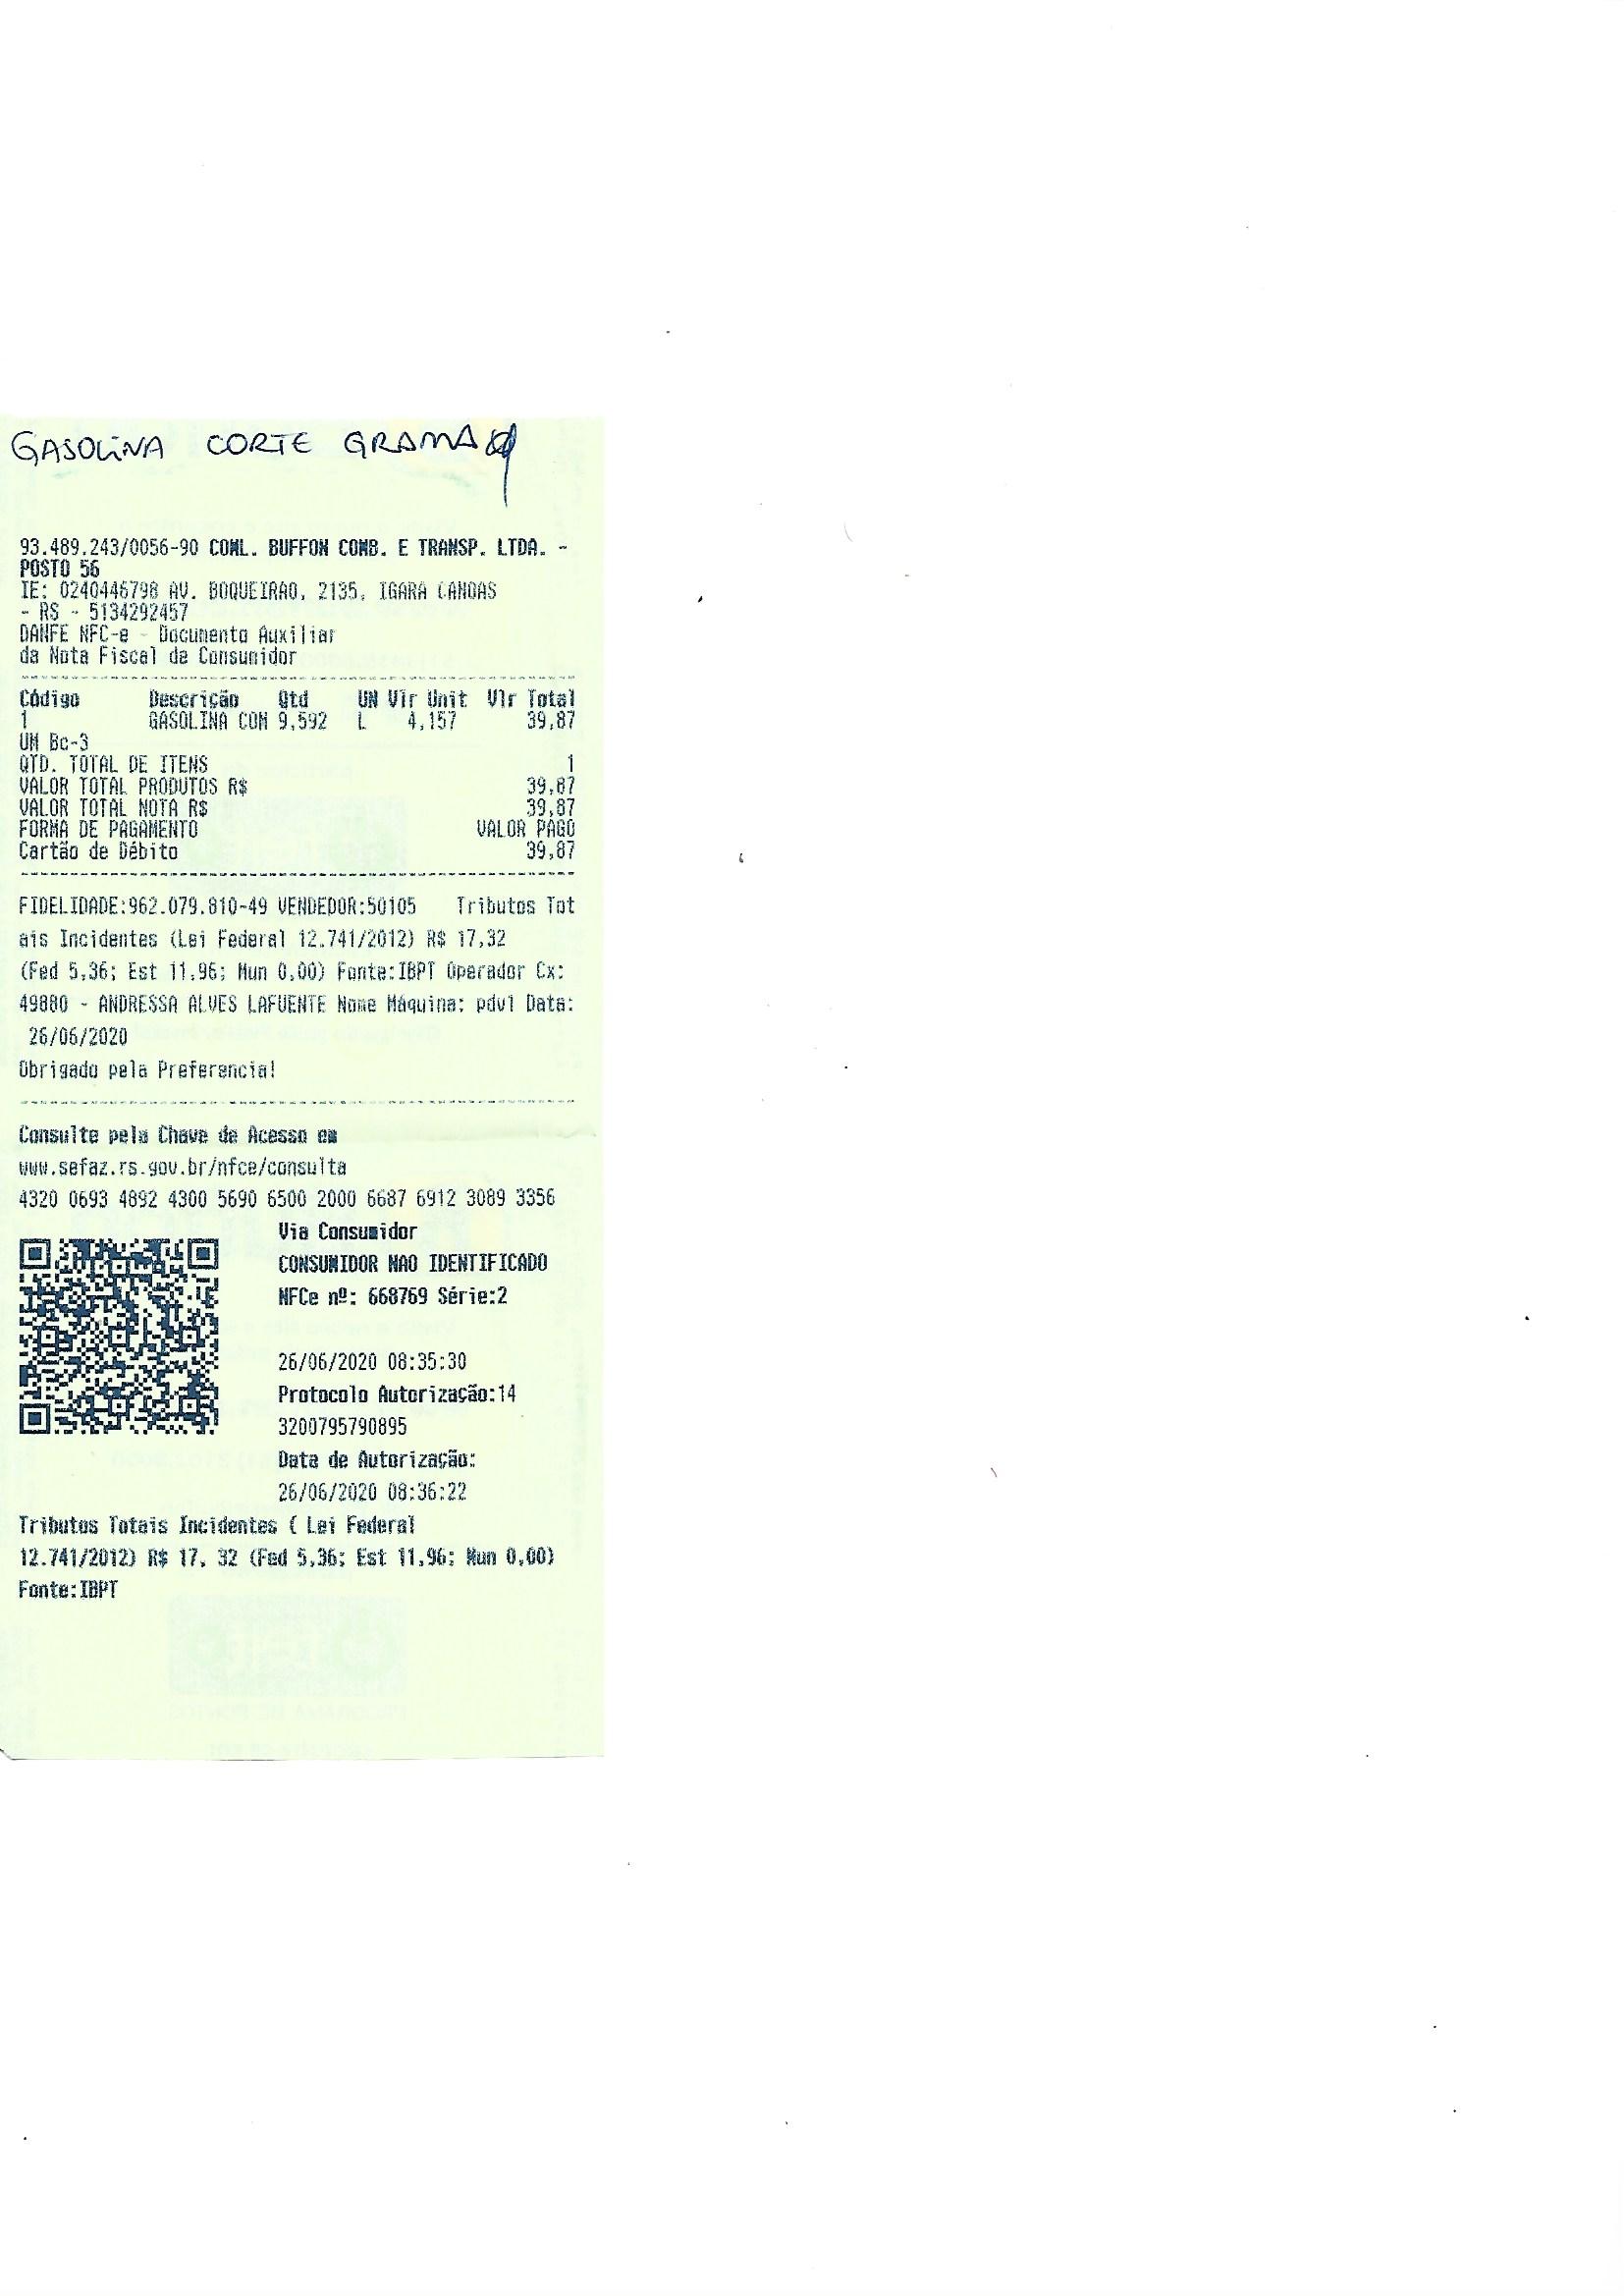 GASOLINA CORTE GRAMA
93.489.243/0056-90 COML. BUFFON COMB. E TRANSP. LTDA. -
POSTO 56
IE: 0240446798 AV. BOQUEIRAO, 2135, IGARA CANOAS
- RS - 5134292457
DANFE NFC-e - Documento Auxiliar
da Nota Fiscal de Consumidor
Código Descrição Qtd UN Vlr Unit Vlr Total
1 GASOLINA COM 9,592 L 4,157 39,87
UM Bc-3
QTD. TOTAL DE ITENS 1
VALOR TOTAL PRODUTOS R$ 39,87
VALOR TOTAL NOTA R$ 39,87
FORMA DE PAGAMENTO VALOR PAGO
Cartão de Débito 39,87
FIDELIDADE:962.079.810-49 VENDEDOR:50105 Tributos Tot
ais Incidentes (Lei Federal 12.741/2012) R$ 17,32
(Fed 5,36; Est 11,96; Mun 0,00) Fonte:IBPT Operador Cx:
49880 - ANDRESSA ALVES LAFUENTE Nome Máquina: pdv1 Data:
26/06/2020
Obrigado pela Preferencia!
Consulte pela Chave de Acesso em
www.sefaz.rs.gov.br/nfce/consulta
4320 0693 4892 4300 5690 6500 2000 6687 6912 3089 3356
Via Consumidor
CONSUMIDOR NAO IDENTIFICADO
NFCe nº: 668769 Série:2
26/06/2020 08:35:30
Protocolo Autorização:14
3200795790895
Data de Autorização:
26/06/2020 08:36:22
Tributos Totais Incidentes ( Lei Federal
12.741/2012) R$ 17, 32 (Fed 5,36; Est 11,96; Mun 0,00)
Fonte:IBPT